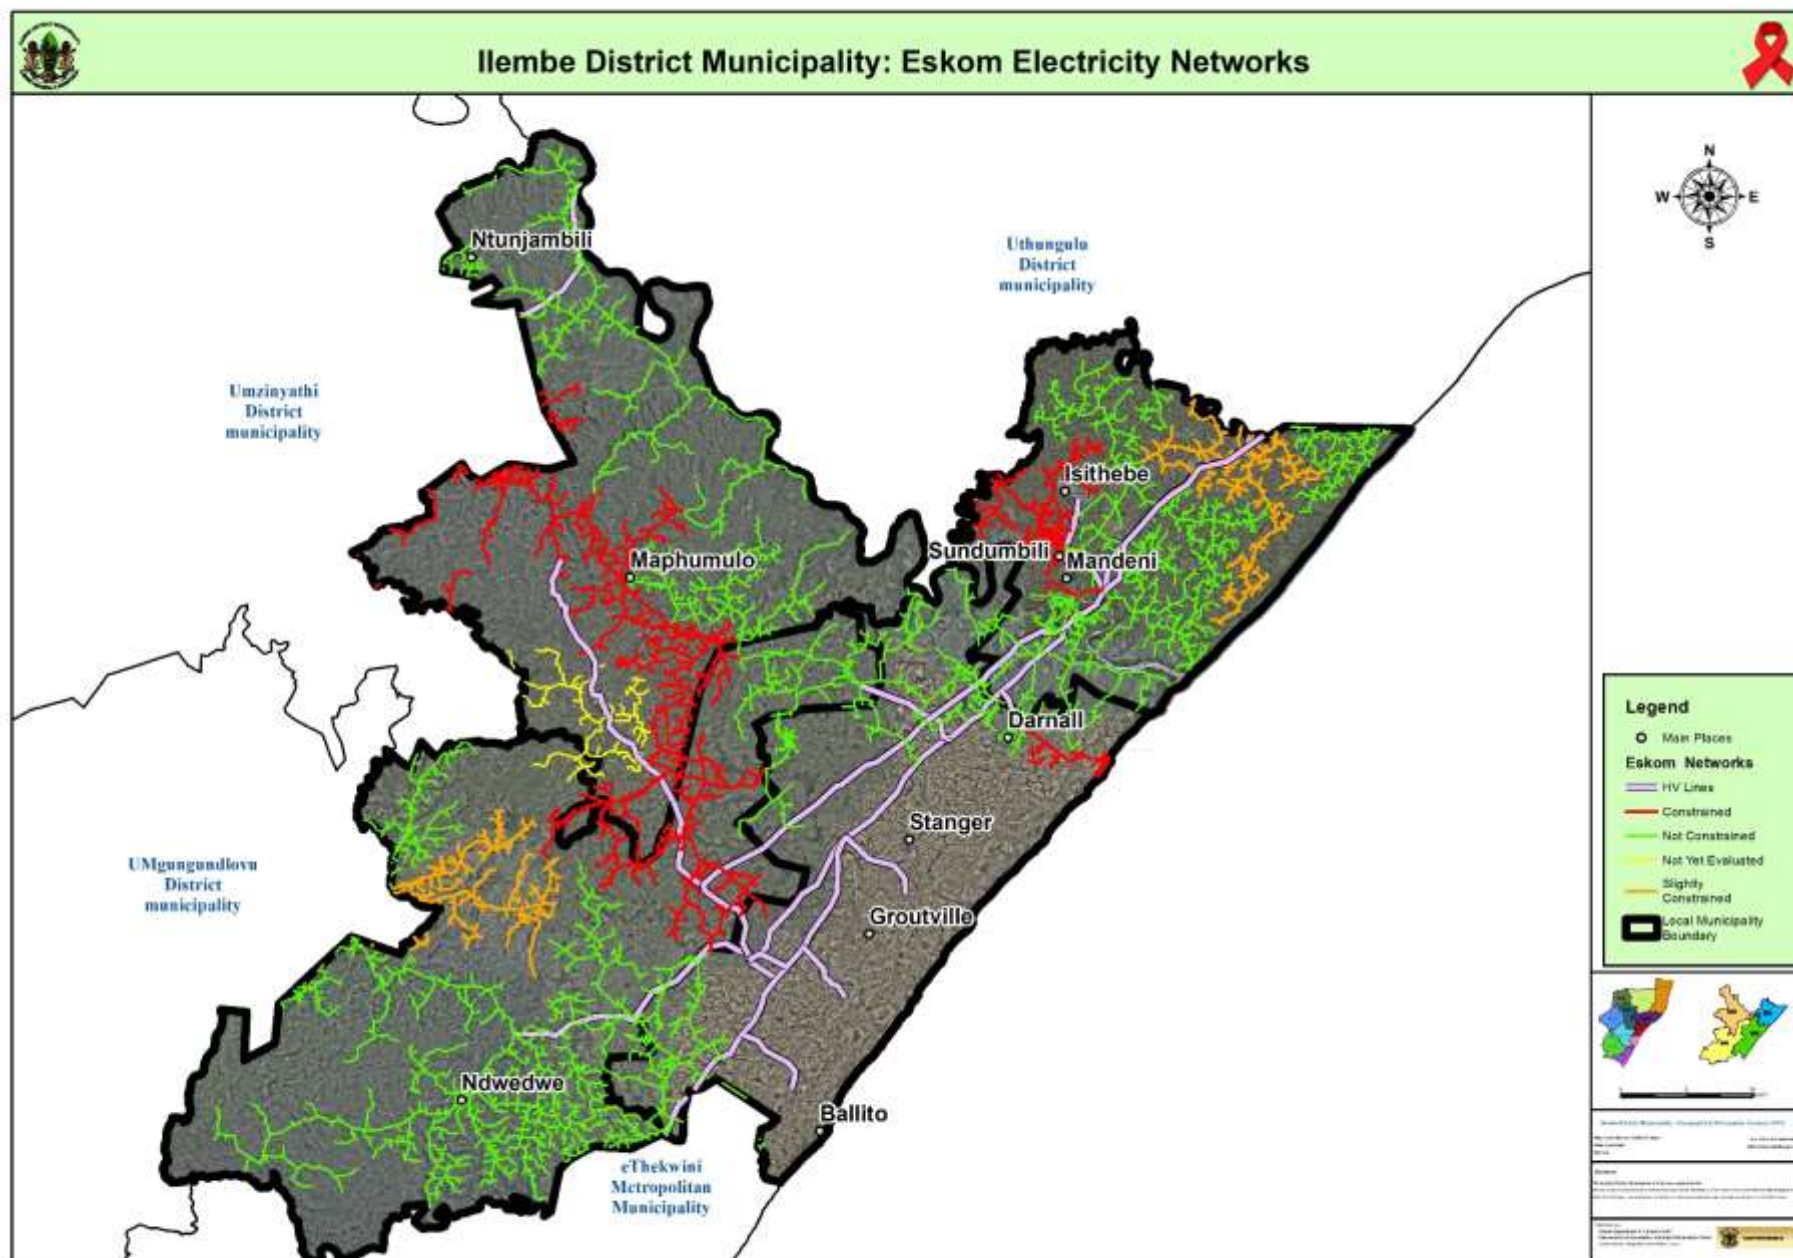 Ilembe District Municipality: Eskom Electricity Networks
N
W
E
S
Ntunjambili
Uthungulu
District
municipality
Umzinyathi
District
municipality
Isithebe
Sundumbili
Mandeni
Maphumulo
Darnall
Stanger
UMgungundlovu
District
municipality
Groutville
Ndwedwe
Ballito
eThekwini
Metropolitan
Municipality
Legend
Main Places
Eskom Networks
HV Lines
Constrained
Not Constrained
Not Yet Evaluated
Slightly
Constrained
Local Municipality
Boundary